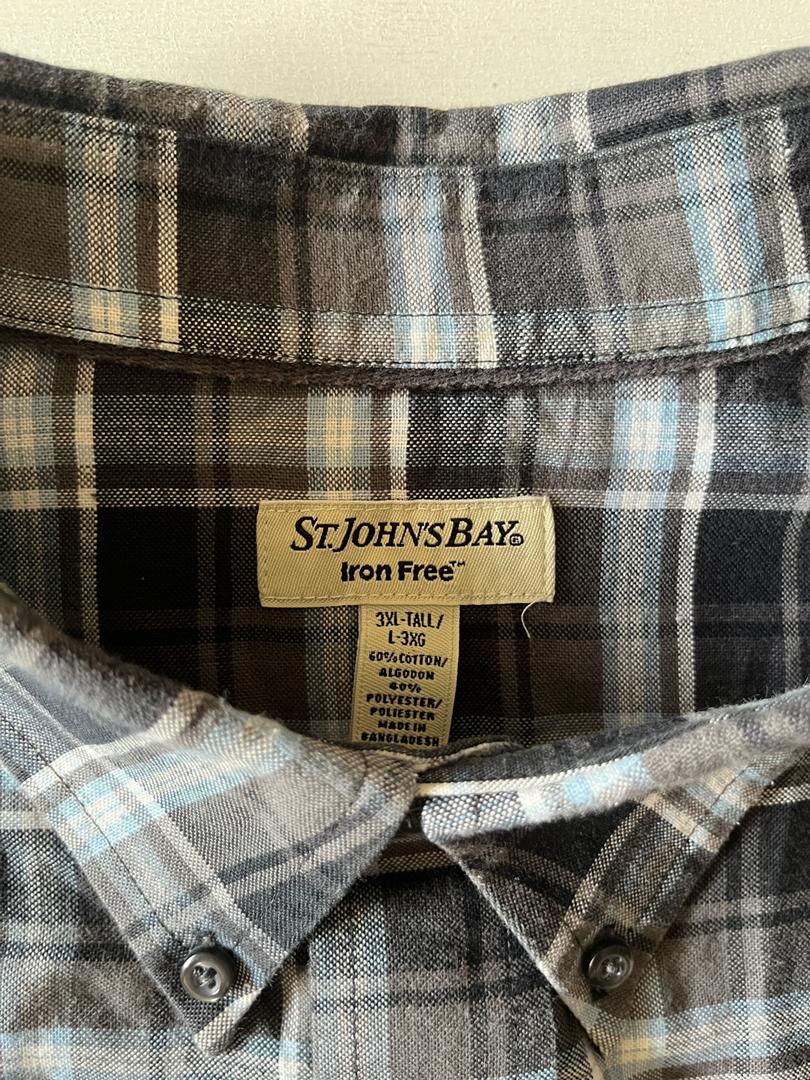 ST. JOHN'S BAY®
Iron Free™
3XL-TALL/
L-3XG
60% COTTON/
ALGODON
40%
POLYESTER/
POLIESTER
MADE IN
BANGLADESH